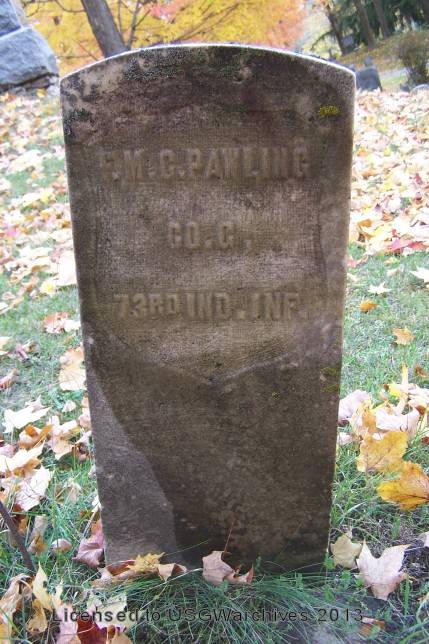 F.M.C.PAWLING
CO.G.
73RD IND. INF.
Licensed to USGWarchives 2013